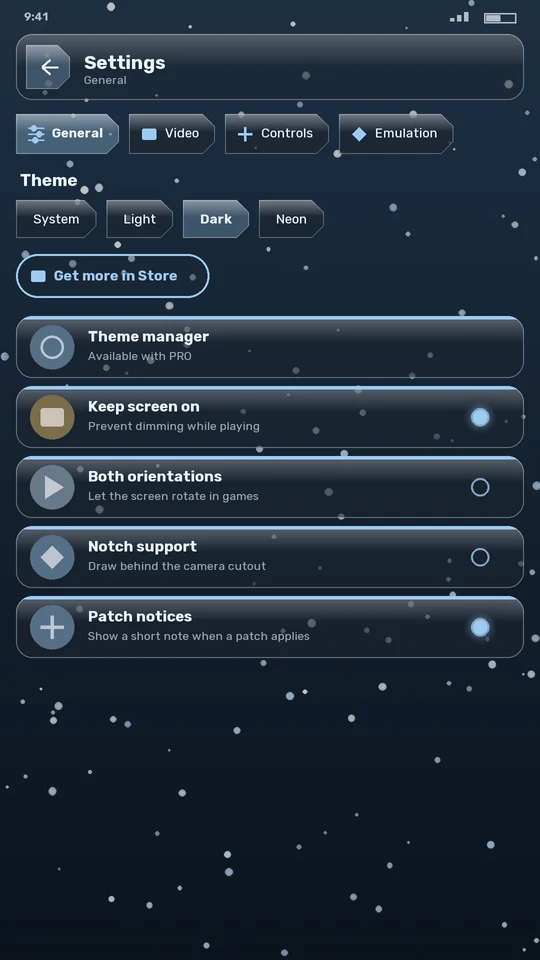 9:41
Settings
General
General
Video
Controls
Emulation
Theme
System
Light
Dark
Neon
Get more in Store
Theme manager
Available with PRO
Keep screen on
Prevent dimming while playing
Both orientations
Let the screen rotate in games
Notch support
Draw behind the camera cutout
Patch notices
Show a short note when a patch applies